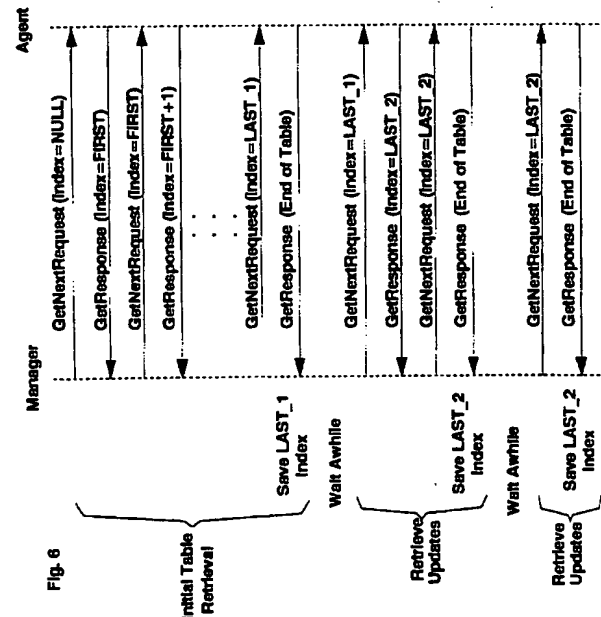 Fig. 6
Manager
Agent
GetNextRequest (Index=NULL)
GetResponse (Index=FIRST)
GetNextRequest (Index=FIRST)
GetResponse (Index=FIRST+1)
. . .
. . .
GetNextRequest (Index=LAST_1)
GetResponse (End of Table)
Initial Table
Retrieval
Save LAST_1
Index
Wait Awhile
GetNextRequest (Index=LAST_1)
GetResponse (Index=LAST_2)
GetNextRequest (Index=LAST_2)
GetResponse (End of Table)
Retrieve
Updates
Save LAST_2
Index
Wait Awhile
GetNextRequest (Index=LAST_2)
GetResponse (End of Table)
Retrieve
Updates
Save LAST_2
Index